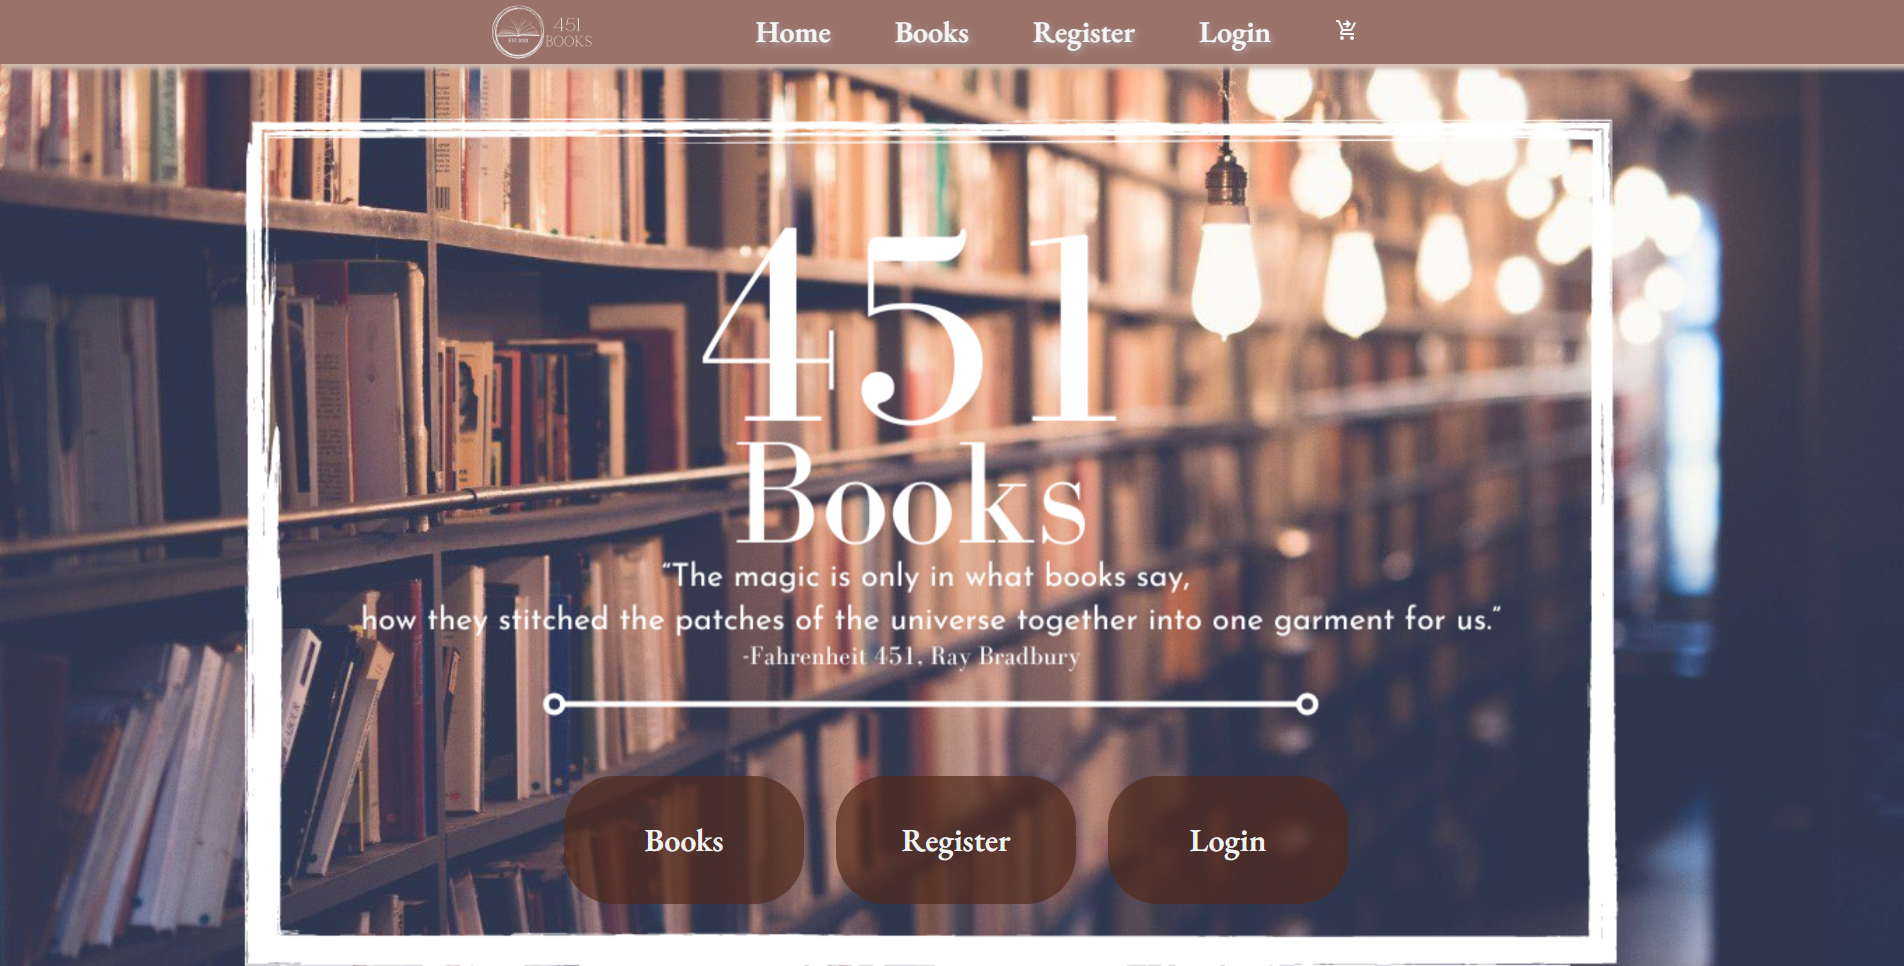 451
BOOKS
Home
Books
Register
Login
451
Books
“The magic is only in what books say,
how they stitched the patches of the universe together into one garment for us.”
-Fahrenheit 451, Ray Bradbury
Books
Register
Login